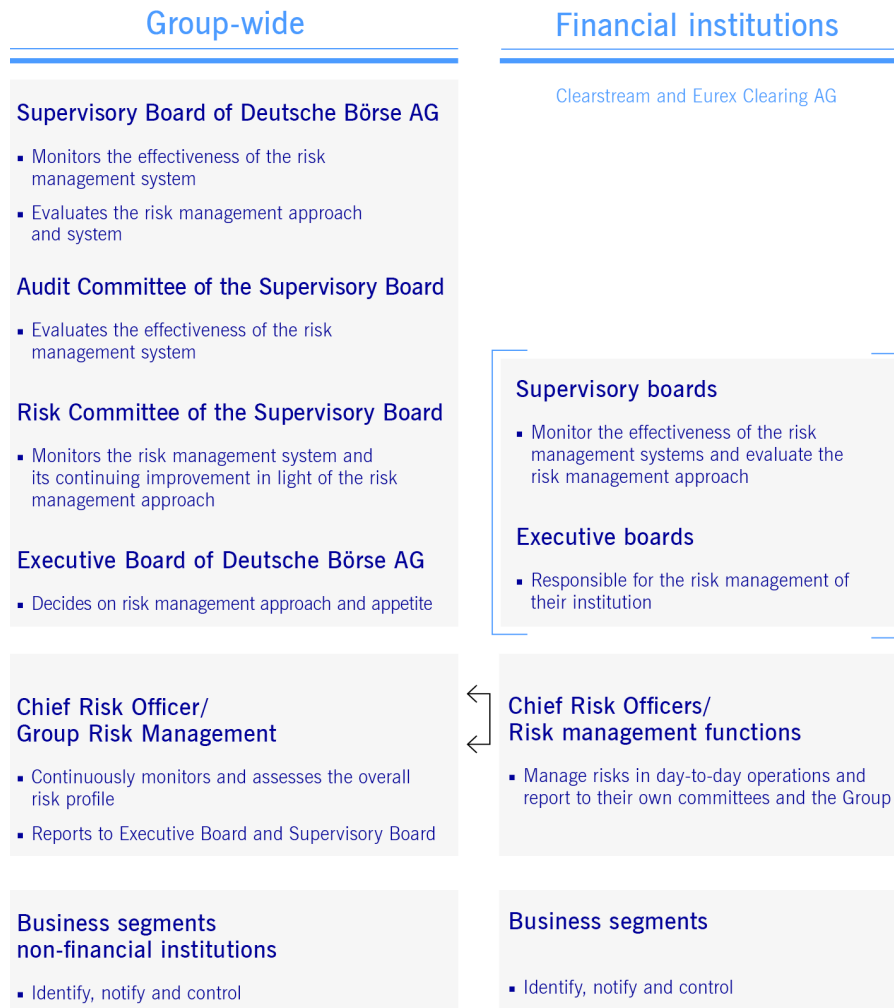 Group-wide
Supervisory Board of Deutsche Börse AG
▪ Monitors the effectiveness of the risk
management system
▪ Evaluates the risk management approach
and system
Audit Committee of the Supervisory Board
▪ Evaluates the effectiveness of the risk
management system
Risk Committee of the Supervisory Board
▪ Monitors the risk management system and
its continuing improvement in light of the risk
management approach
Executive Board of Deutsche Börse AG
▪ Decides on risk management approach and appetite
Chief Risk Officer/
Group Risk Management
▪ Continuously monitors and assesses the overall
risk profile
▪ Reports to Executive Board and Supervisory Board
Business segments
non-financial institutions
▪ Identify, notify and control
Financial institutions
Clearstream and Eurex Clearing AG
Supervisory boards
▪ Monitor the effectiveness of the risk
management systems and evaluate the
risk management approach
Executive boards
▪ Responsible for the risk management of
their institution
Chief Risk Officers/
Risk management functions
▪ Manage risks in day-to-day operations and
report to their own committees and the Group
Business segments
▪ Identify, notify and control